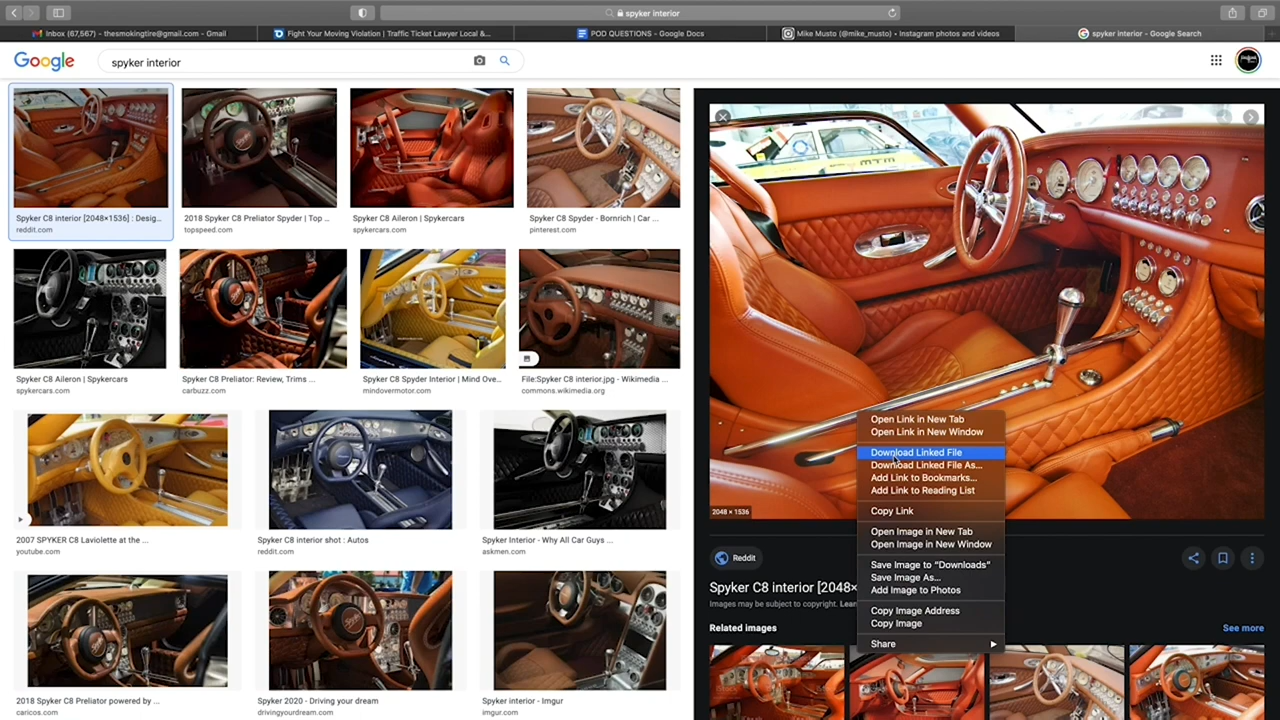 spyker interior
Inbox (67,567) - thesmokingtire@gmail.com - Gmail
Fight Your Moving Violation | Traffic Ticket Lawyer Local &...
POD QUESTIONS - Google Docs
Mike Musto (@mike_musto) • Instagram photos and videos
spyker interior - Google Search
Google
spyker interior
Spyker C8 interior [2048×1536] : Desig...
reddit.com
2018 Spyker C8 Preliator Spyder | Top ...
topspeed.com
Spyker C8 Aileron | Spykercars
spykercars.com
Spyker C8 Spyder - Bornrich | Car ...
pinterest.com
Spyker C8 Aileron | Spykercars
spykercars.com
Spyker C8 Preliator: Review, Trims ...
carbuzz.com
Spyker C8 Spyder Interior | Mind Ove...
mindovermotor.com
File:Spyker C8 interior.jpg - Wikimedia ...
commons.wikimedia.org
2007 SPYKER C8 Laviolette at the ...
youtube.com
Spyker C8 interior shot : Autos
reddit.com
Spyker Interior - Why All Car Guys ...
askmen.com
2018 Spyker C8 Preliator powered by ...
caricos.com
Spyker 2020 - Driving your dream
drivingyourdream.com
Spyker interior - Imgur
imgur.com
mtm
2048 × 1536
Open Link in New Tab
Open Link in New Window
Download Linked File
Download Linked File As...
Add Link to Bookmarks...
Add Link to Reading List
Copy Link
Open Image in New Tab
Open Image in New Window
Save Image to “Downloads”
Save Image As...
Add Image to Photos
Copy Image Address
Copy Image
Share
Reddit
Spyker C8 interior [2048×
Images may be subject to copyright.
Related images
See more